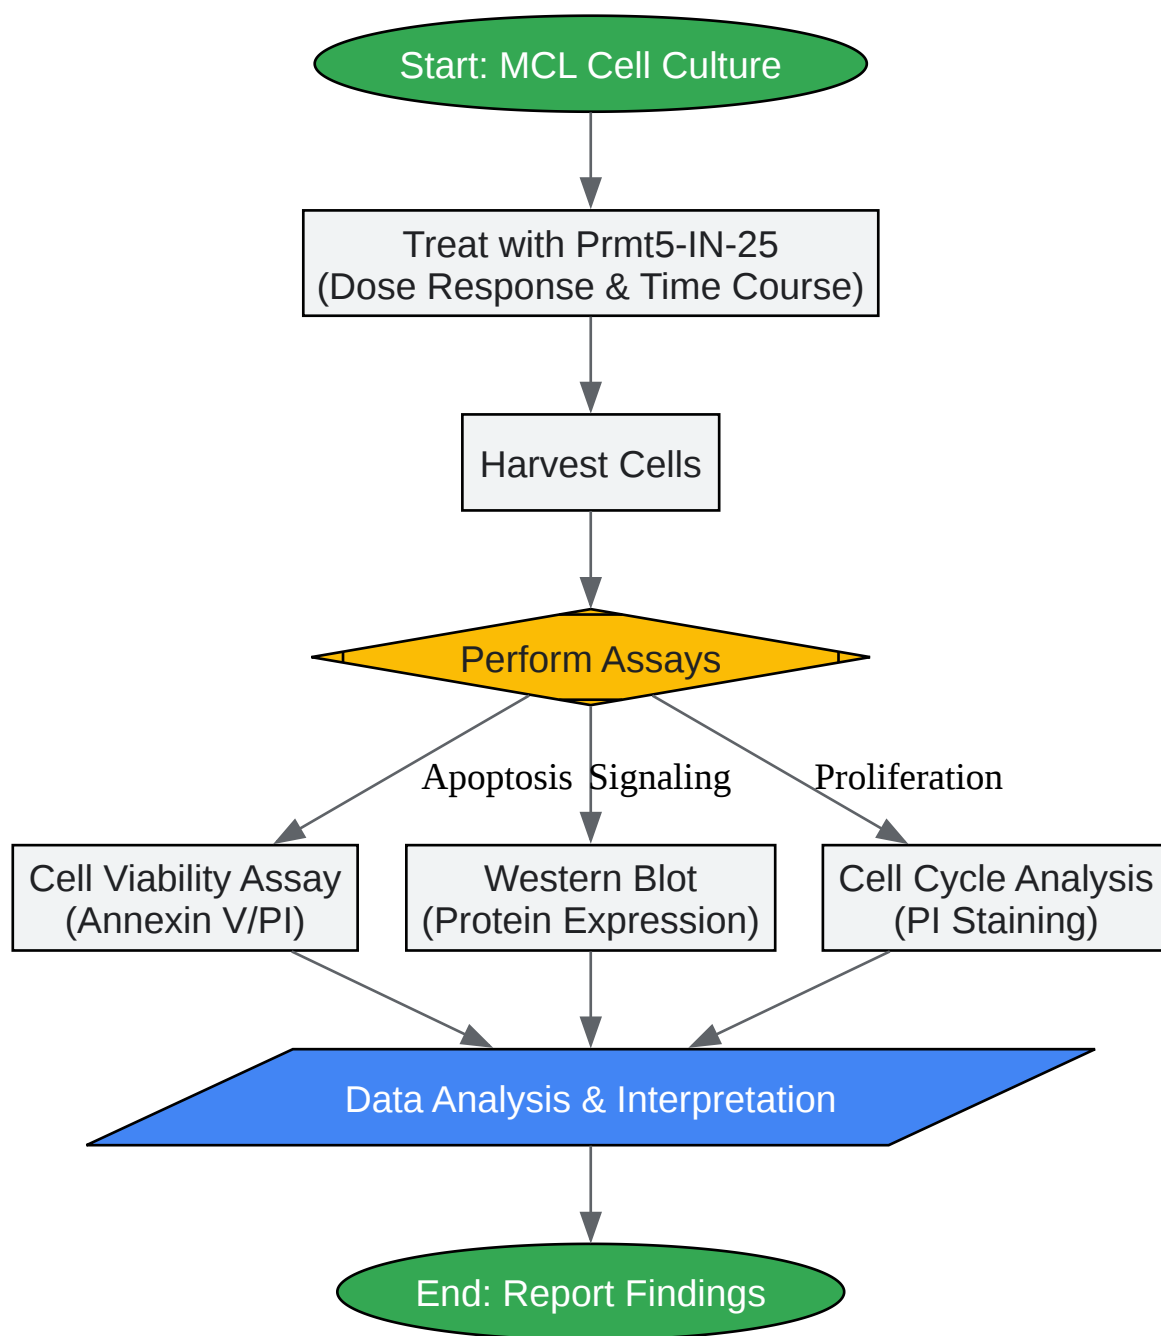 Start: MCL Cell Culture
Treat with Prmt5-IN-25
(Dose Response & Time Course)
Harvest Cells
Perform Assays
Apoptosis
Signaling
Proliferation
Cell Viability Assay
(Annexin V/PI)
Western Blot
(Protein Expression)
Cell Cycle Analysis
(PI Staining)
Data Analysis & Interpretation
End: Report Findings